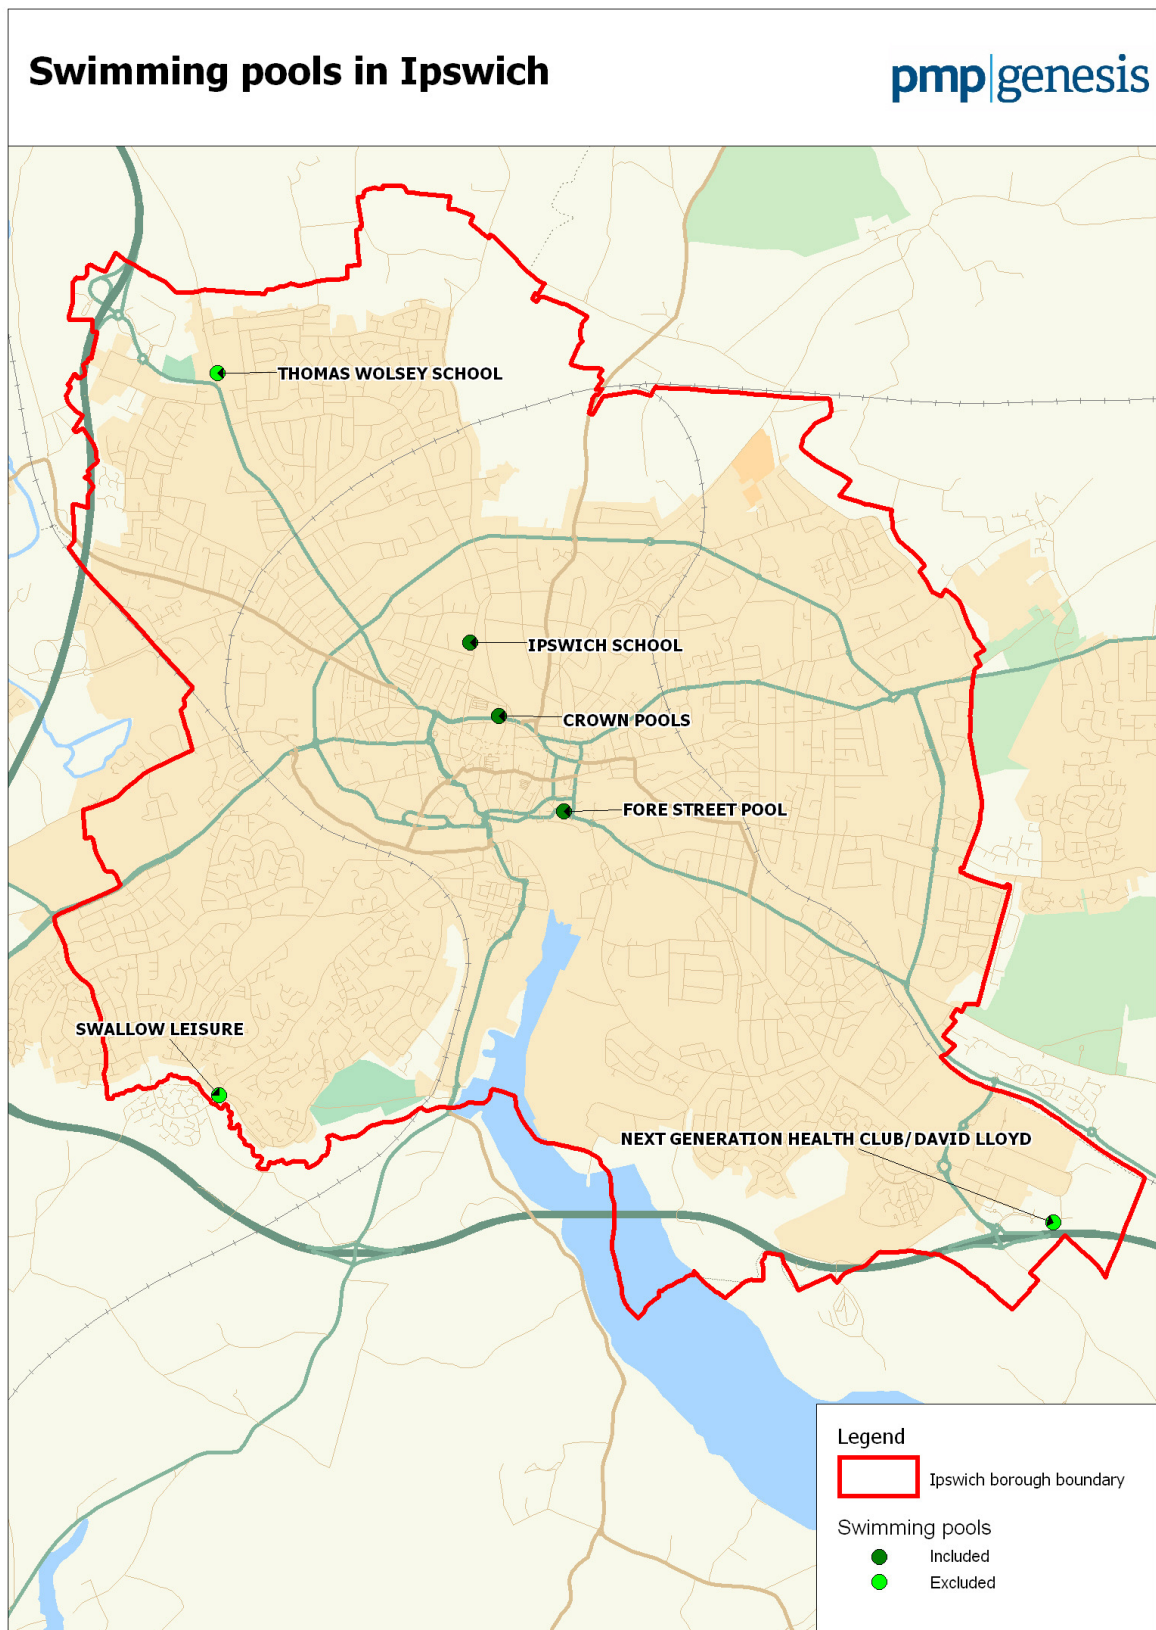 Swimming pools in Ipswich
pmp|genesis
THOMAS WOLSEY SCHOOL
IPSWICH SCHOOL
CROWN POOLS
FORE STREET POOL
SWALLOW LEISURE
NEXT GENERATION HEALTH CLUB/DAVID LLOYD
Legend
Ipswich borough boundary
Swimming pools
Included
Excluded